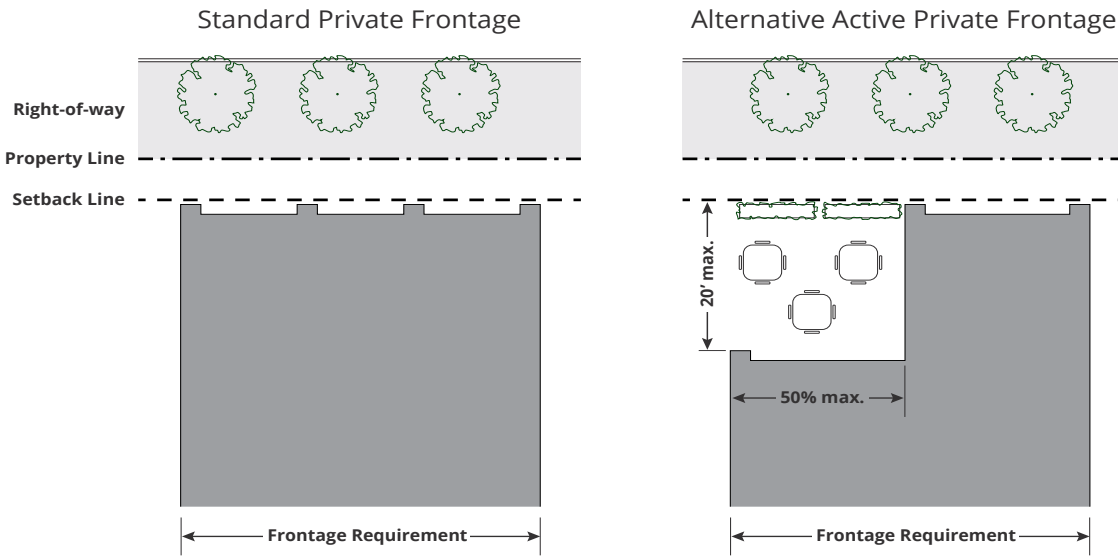 Standard Private Frontage
Alternative Active Private Frontage
Right-of-way
Property Line
Setback Line
20' max.
50% max.
Frontage Requirement
Frontage Requirement